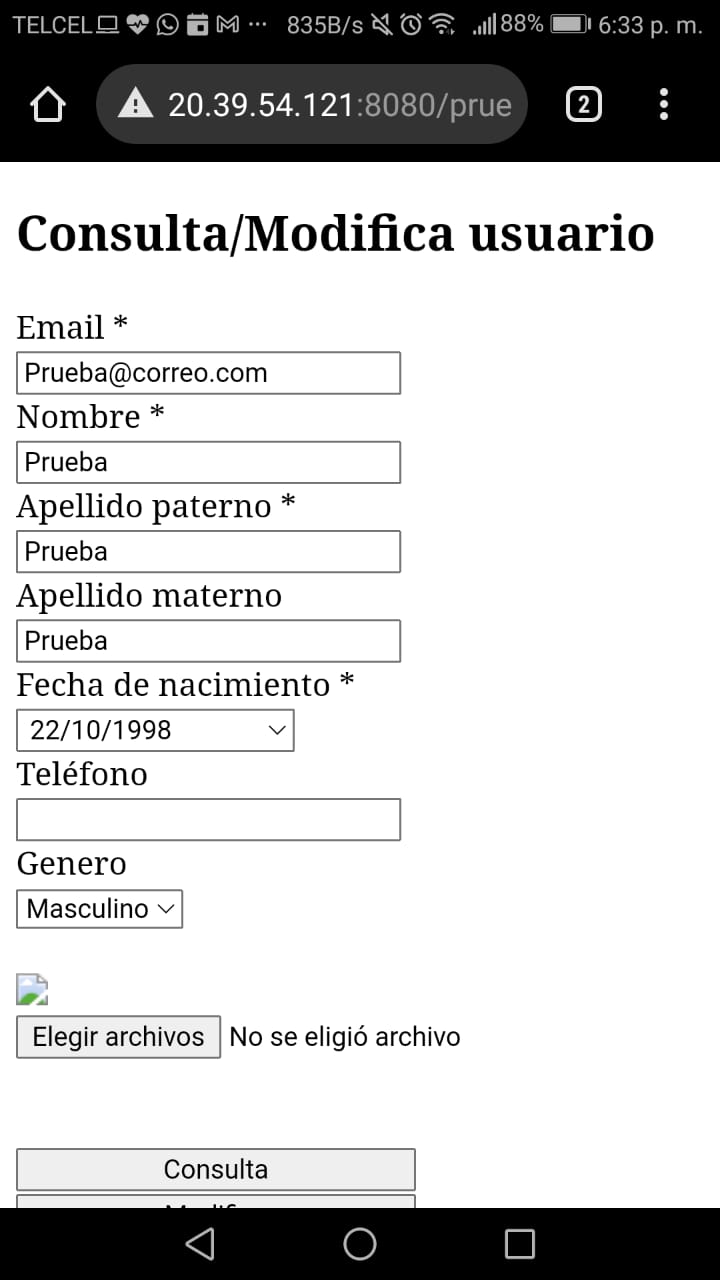 TELCEL ... 835B/s 88% 6:33 p. m.
20.39.54.121:8080/prue 2
Consulta/Modifica usuario
Email *
Prueba@correo.com
Nombre *
Prueba
Apellido paterno *
Prueba
Apellido materno
Prueba
Fecha de nacimiento *
22/10/1998
Teléfono
Genero
Masculino
Elegir archivos No se eligió archivo
Consulta